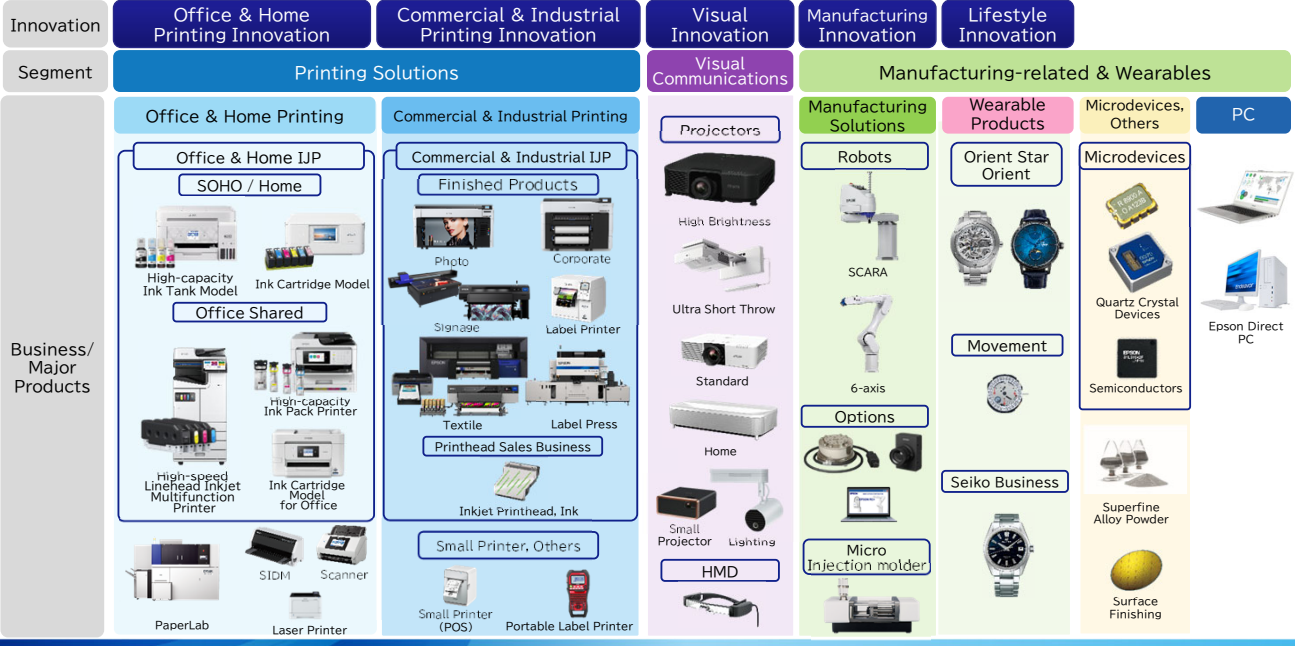 Innovation
Office & Home
Printing Innovation
Commercial & Industrial
Printing Innovation
Visual
Innovation
Manufacturing
Innovation
Lifestyle
Innovation
Segment
Printing Solutions
Visual
Communications
Manufacturing-related & Wearables
Business/
Major
Products
Office & Home Printing
Office & Home IJP
SOHO / Home
High-capacity
Ink Tank Model
Ink Cartridge Model
Office Shared
High-speed
Linehead Inkjet
Multifunction
Printer
High-capacity
Ink Pack Printer
Ink Cartridge
Model
for Office
PaperLab
SIDM
Scanner
Laser Printer
Commercial & Industrial Printing
Commercial & Industrial IJP
Finished Products
Photo
Corporate
Signage
Label Printer
Textile
Label Press
Printhead Sales Business
Inkjet Printhead, Ink
Small Printer, Others
Small Printer
(POS)
Portable Label Printer
Projectors
High Brightness
Ultra Short Throw
Standard
Home
Small
Projector
Lighting
HMD
Manufacturing
Solutions
Robots
SCARA
6-axis
Options
Micro
Injection molder
Wearable
Products
Orient Star
Orient
Movement
Seiko Business
Microdevices,
Others
Microdevices
R 8900 A
O A123B
Quartz Crystal
Devices
EPSON
Semiconductors
Superfine
Alloy Powder
Surface
Finishing
PC
Epson Direct
PC